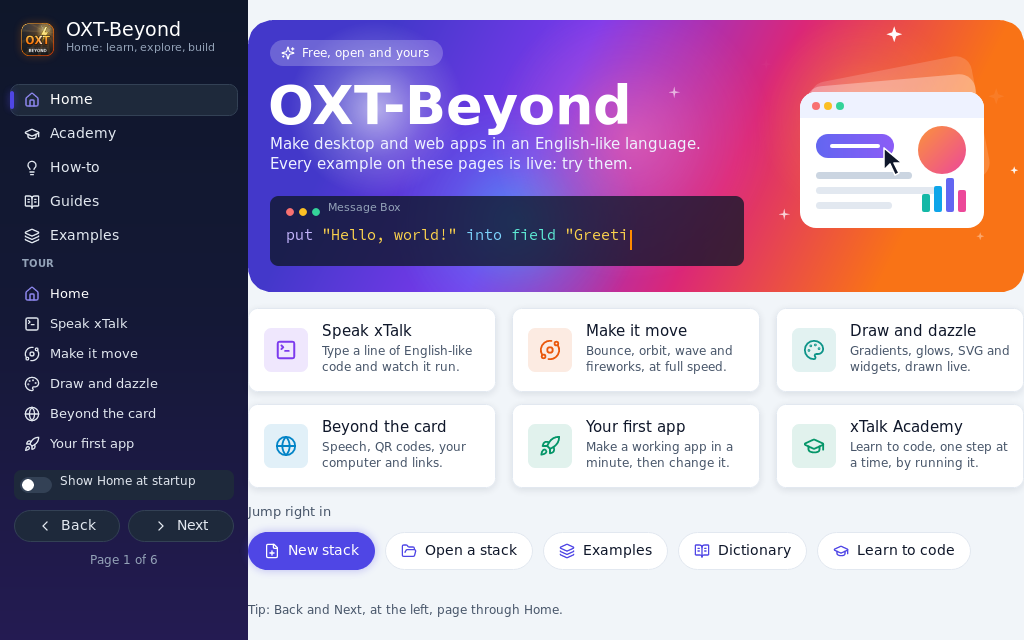 OXT
BEYOND
OXT-Beyond
Home: learn, explore, build
Home
Academy
How-to
Guides
Examples
TOUR
Home
Speak xTalk
Make it move
Draw and dazzle
Beyond the card
Your first app
Show Home at startup
Back
Next
Page 1 of 6
Free, open and yours
OXT-Beyond
Make desktop and web apps in an English-like language.
Every example on these pages is live: try them.
Message Box
put "Hello, world!" into field "Greeti
Speak xTalk
Type a line of English-like
code and watch it run.
Make it move
Bounce, orbit, wave and
fireworks, at full speed.
Draw and dazzle
Gradients, glows, SVG and
widgets, drawn live.
Beyond the card
Speech, QR codes, your
computer and links.
Your first app
Make a working app in a
minute, then change it.
xTalk Academy
Learn to code, one step at
a time, by running it.
Jump right in
New stack
Open a stack
Examples
Dictionary
Learn to code
Tip: Back and Next, at the left, page through Home.